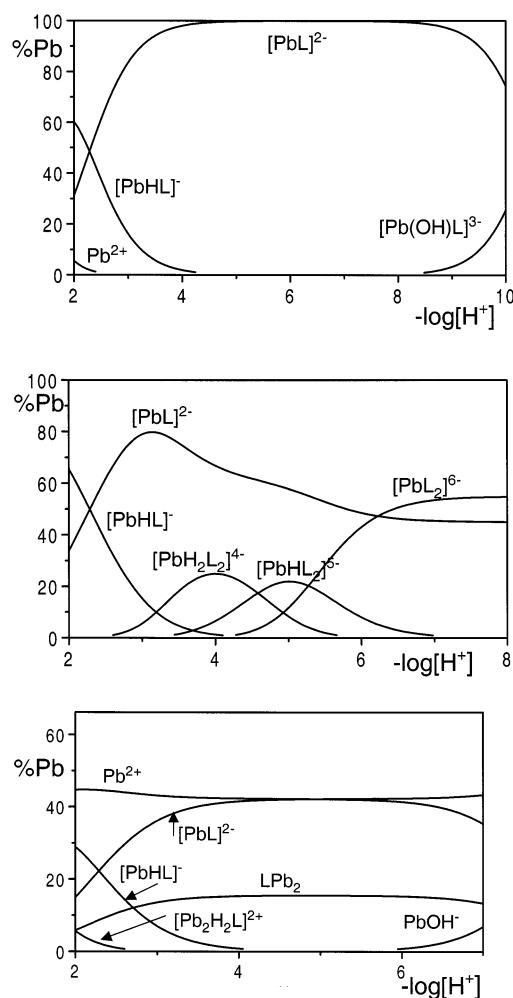 100
%Pb
[PbL]²⁻
80
60
[PbHL]⁻
40
[Pb(OH)L]³⁻
20
Pb²⁺
0
2 4 6 8 10
-log[H⁺]
100
%Pb
[PbL]²⁻
80
[PbL₂]⁶⁻
60
[PbHL]⁻
40
[PbH₂L₂]⁴⁻ [PbHL₂]⁵⁻
20
0
2 4 6 8
-log[H⁺]
60
%Pb
Pb²⁺
40
[PbL]²⁻
[PbHL]⁻
20
LPb₂
[Pb₂H₂L]²⁺
PbOH⁻
0
2 4 6
-log[H⁺]